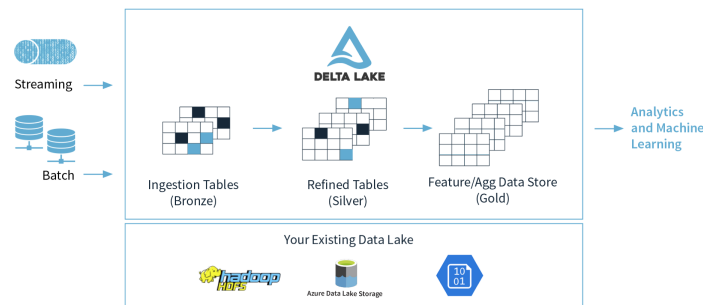 DELTA LAKE
Streaming
Batch
Ingestion Tables
(Bronze)
Refined Tables
(Silver)
Feature/Agg Data Store
(Gold)
Analytics
and Machine
Learning
Your Existing Data Lake
hadoop
HDFS
Azure Data Lake Storage
10
01